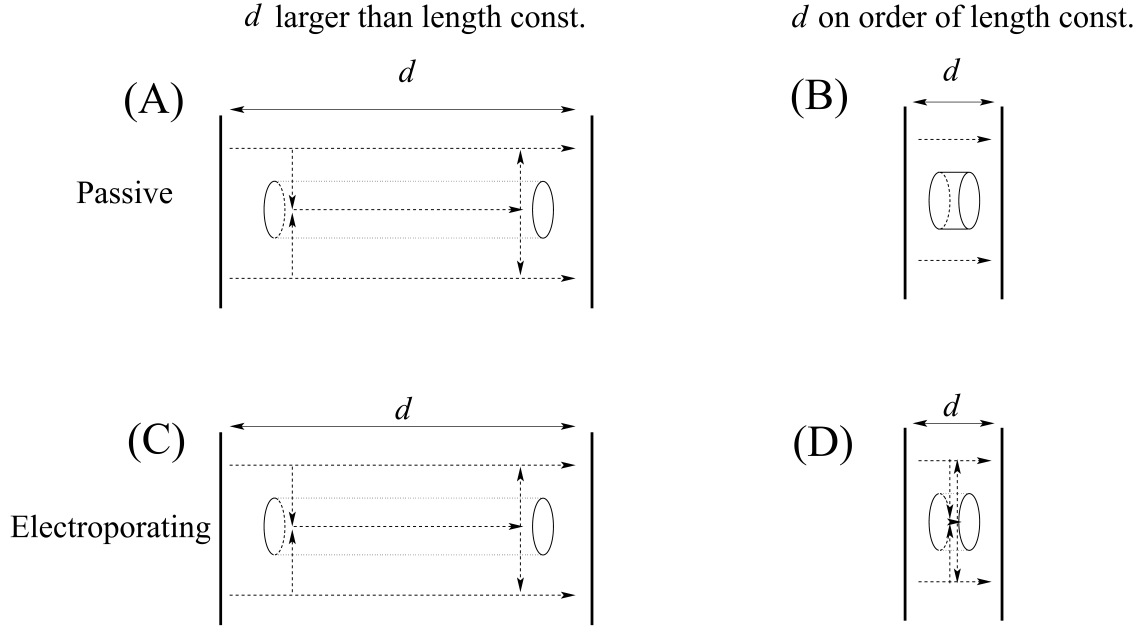 d larger than length const.
d on order of length const.
(A)
d
(B)
d
Passive
(C)
d
(D)
d
Electroporating